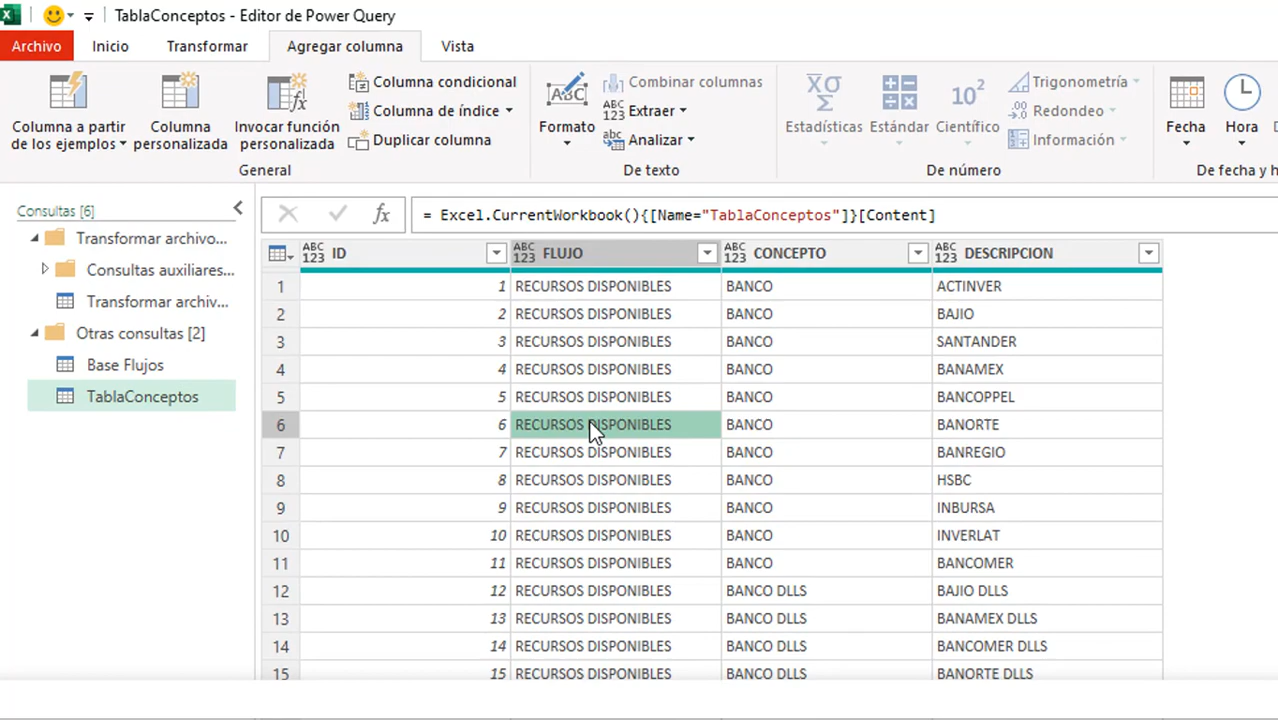 TablaConceptos - Editor de Power Query
Archivo Inicio Transformar Agregar columna Vista
Columna a partir de los ejemplos
Columna personalizada
Invocar función personalizada
Columna condicional
Columna de índice
Duplicar columna
General
Formato
Combinar columnas
Extraer
Analizar
De texto
Estadísticas
Estándar
Científico
Trigonometría
Redondeo
Información
De número
Fecha
Hora
De fecha y h
Consultas [6]
Transformar archivo...
Consultas auxiliares...
Transformar archiv...
Otras consultas [2]
Base Flujos
TablaConceptos
= Excel.CurrentWorkbook(){[Name="TablaConceptos"]}[Content]
ABC 123 ID ABC 123 FLUJO ABC 123 CONCEPTO ABC 123 DESCRIPCION
1 1 RECURSOS DISPONIBLES BANCO ACTINVER
2 2 RECURSOS DISPONIBLES BANCO BAJIO
3 3 RECURSOS DISPONIBLES BANCO SANTANDER
4 4 RECURSOS DISPONIBLES BANCO BANAMEX
5 5 RECURSOS DISPONIBLES BANCO BANCOPPEL
6 6 RECURSOS DISPONIBLES BANCO BANORTE
7 7 RECURSOS DISPONIBLES BANCO BANREGIO
8 8 RECURSOS DISPONIBLES BANCO HSBC
9 9 RECURSOS DISPONIBLES BANCO INBURSA
10 10 RECURSOS DISPONIBLES BANCO INVERLAT
11 11 RECURSOS DISPONIBLES BANCO BANCOMER
12 12 RECURSOS DISPONIBLES BANCO DLLS BAJIO DLLS
13 13 RECURSOS DISPONIBLES BANCO DLLS BANAMEX DLLS
14 14 RECURSOS DISPONIBLES BANCO DLLS BANCOMER DLLS
15 15 RECURSOS DISPONIBLES BANCO DLLS BANORTE DLLS